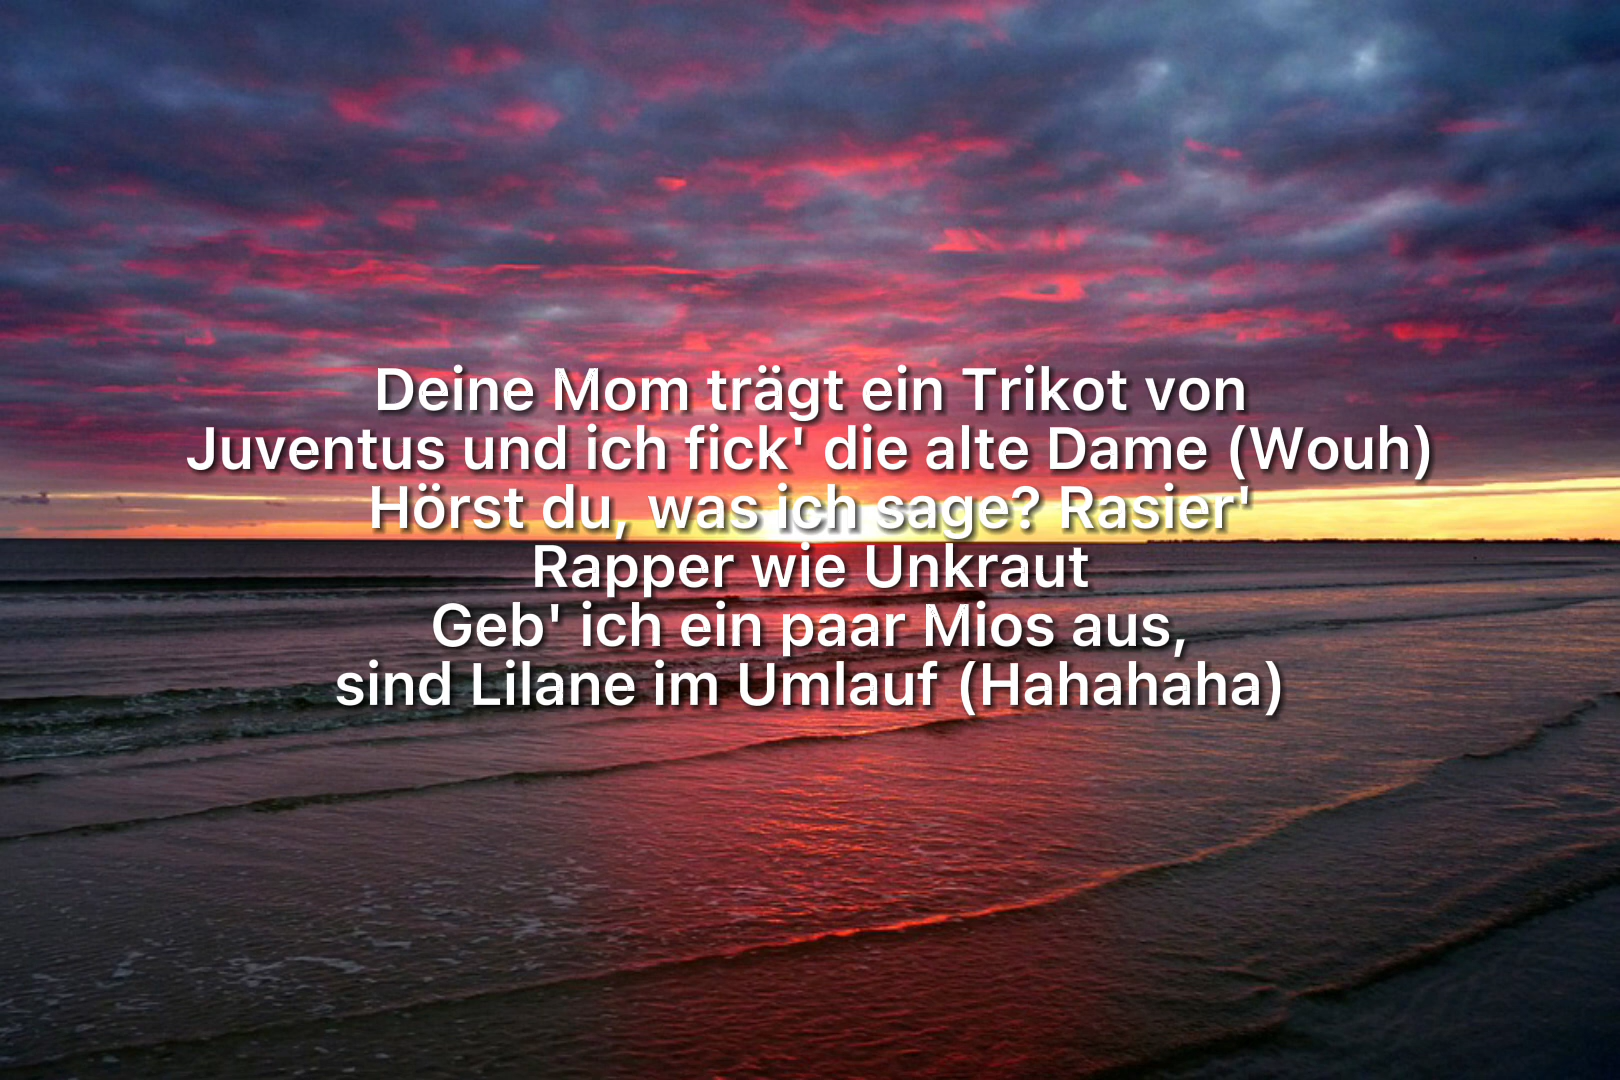 Deine Mom trägt ein Trikot von
Juventus und ich fick' die alte Dame (Wouh)
Hörst du, was ich sage? Rasier'
Rapper wie Unkraut
Geb' ich ein paar Mios aus,
sind Lilane im Umlauf (Hahahaha)